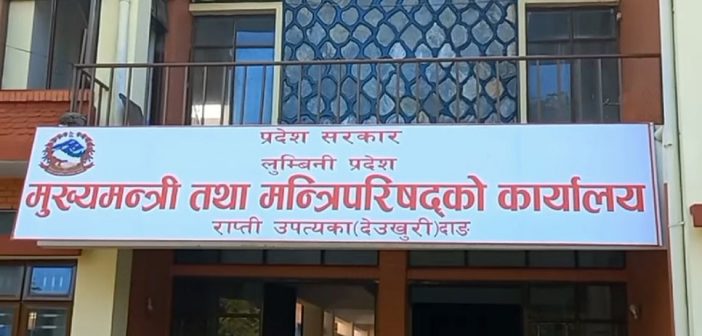 प्रदेश सरकार
लुम्बिनी प्रदेश
मुख्यमन्त्री तथा मन्त्रिपरिषद्को कार्यालय
राप्ती उपत्यका(देउखुरी)दाङ